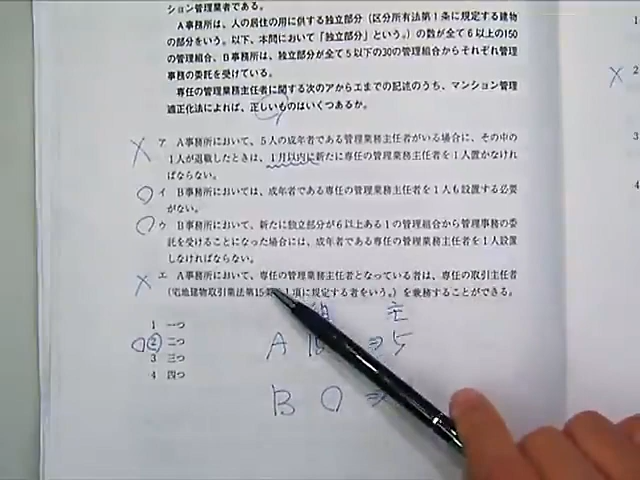 ション管理業者である。
A事務所は、人の居住の用に供する独立部分（区分所有法第1条に規定する建物
の部分をいう。以下、本問において「独立部分」という。）の数が全て6以上の150
の管理組合、B事務所は、独立部分が全て5以下の30の管理組合からそれぞれ管理
事務の委託を受けている。
専任の管理業務主任者に関する次のアからエまでの記述のうち、マンション管理
適正化法によれば、正しいものはいくつあるか。
× ア A事務所において、5人の成年者である管理業務主任者がいる場合に、その中の
1人が退職したときは、1月以内に新たに専任の管理業務主任者を1人置かなけれ
ばならない。
○ イ B事務所においては、成年者である専任の管理業務主任者を1人も設置する必要
がない。
○ ウ B事務所において、新たに独立部分が6以上ある1の管理組合から管理事務の委
託を受けることになった場合には、成年者である専任の管理業務主任者を1人設置
しなければならない。
× エ A事務所において、専任の管理業務主任者となっている者は、専任の取引主任者
（宅地建物取引業法第15条1項に規定する者をいう。）を兼務することができる。
1 一つ
○ 2 二つ
3 三つ
4 四つ
組 主
A ⇒ 5
B 0 ⇒
1
× 2
3
4